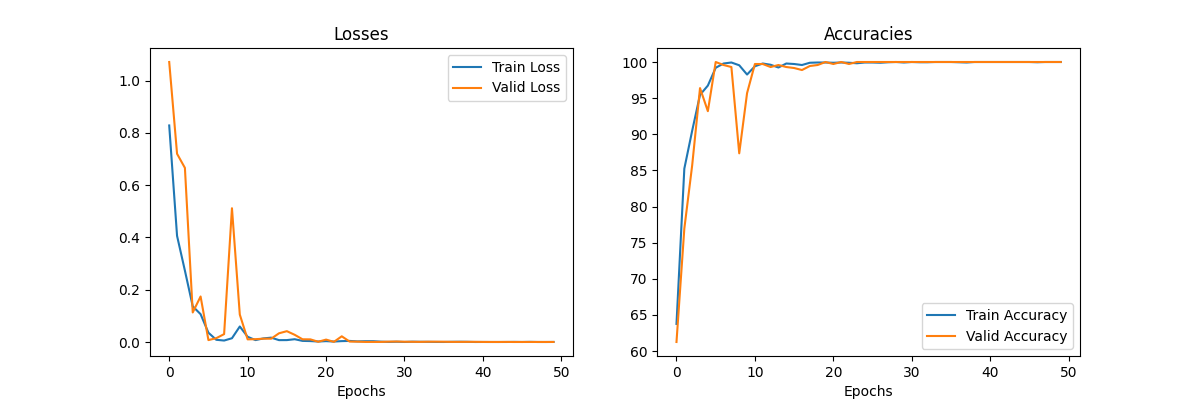 Losses
1.0
0.8
0.6
0.4
0.2
0.0
Train Loss
Valid Loss
0 10 20 30 40 50
Epochs
Accuracies
100
95
90
85
80
75
70
65
60
Train Accuracy
Valid Accuracy
0 10 20 30 40 50
Epochs